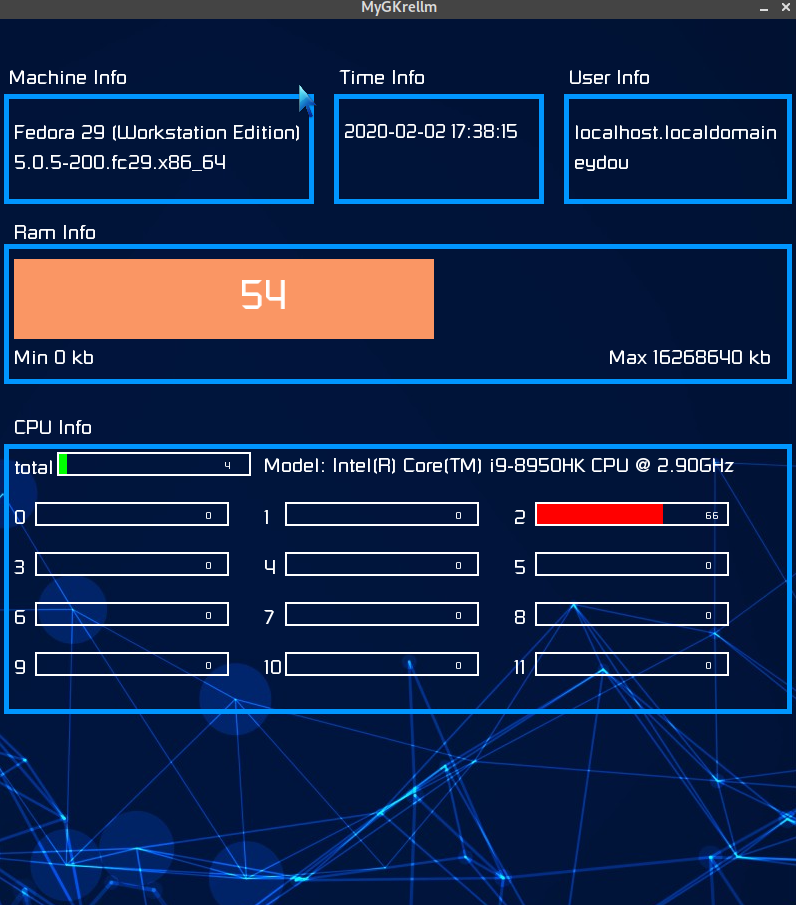 MyGKrellm
Machine Info
Time Info
User Info
Fedora 29 (Workstation Edition)
5.0.5-200.fc29.x86_64
2020-02-02 17:38:15
localhost.localdomain
eydou
Ram Info
54
Min 0 kb
Max 16268640 kb
CPU Info
total 4 Model: Intel(R) Core(TM) i9-8950HK CPU @ 2.90GHz
0 0 1 0 2 66
3 0 4 0 5 0
6 0 7 0 8 0
9 0 10 0 11 0